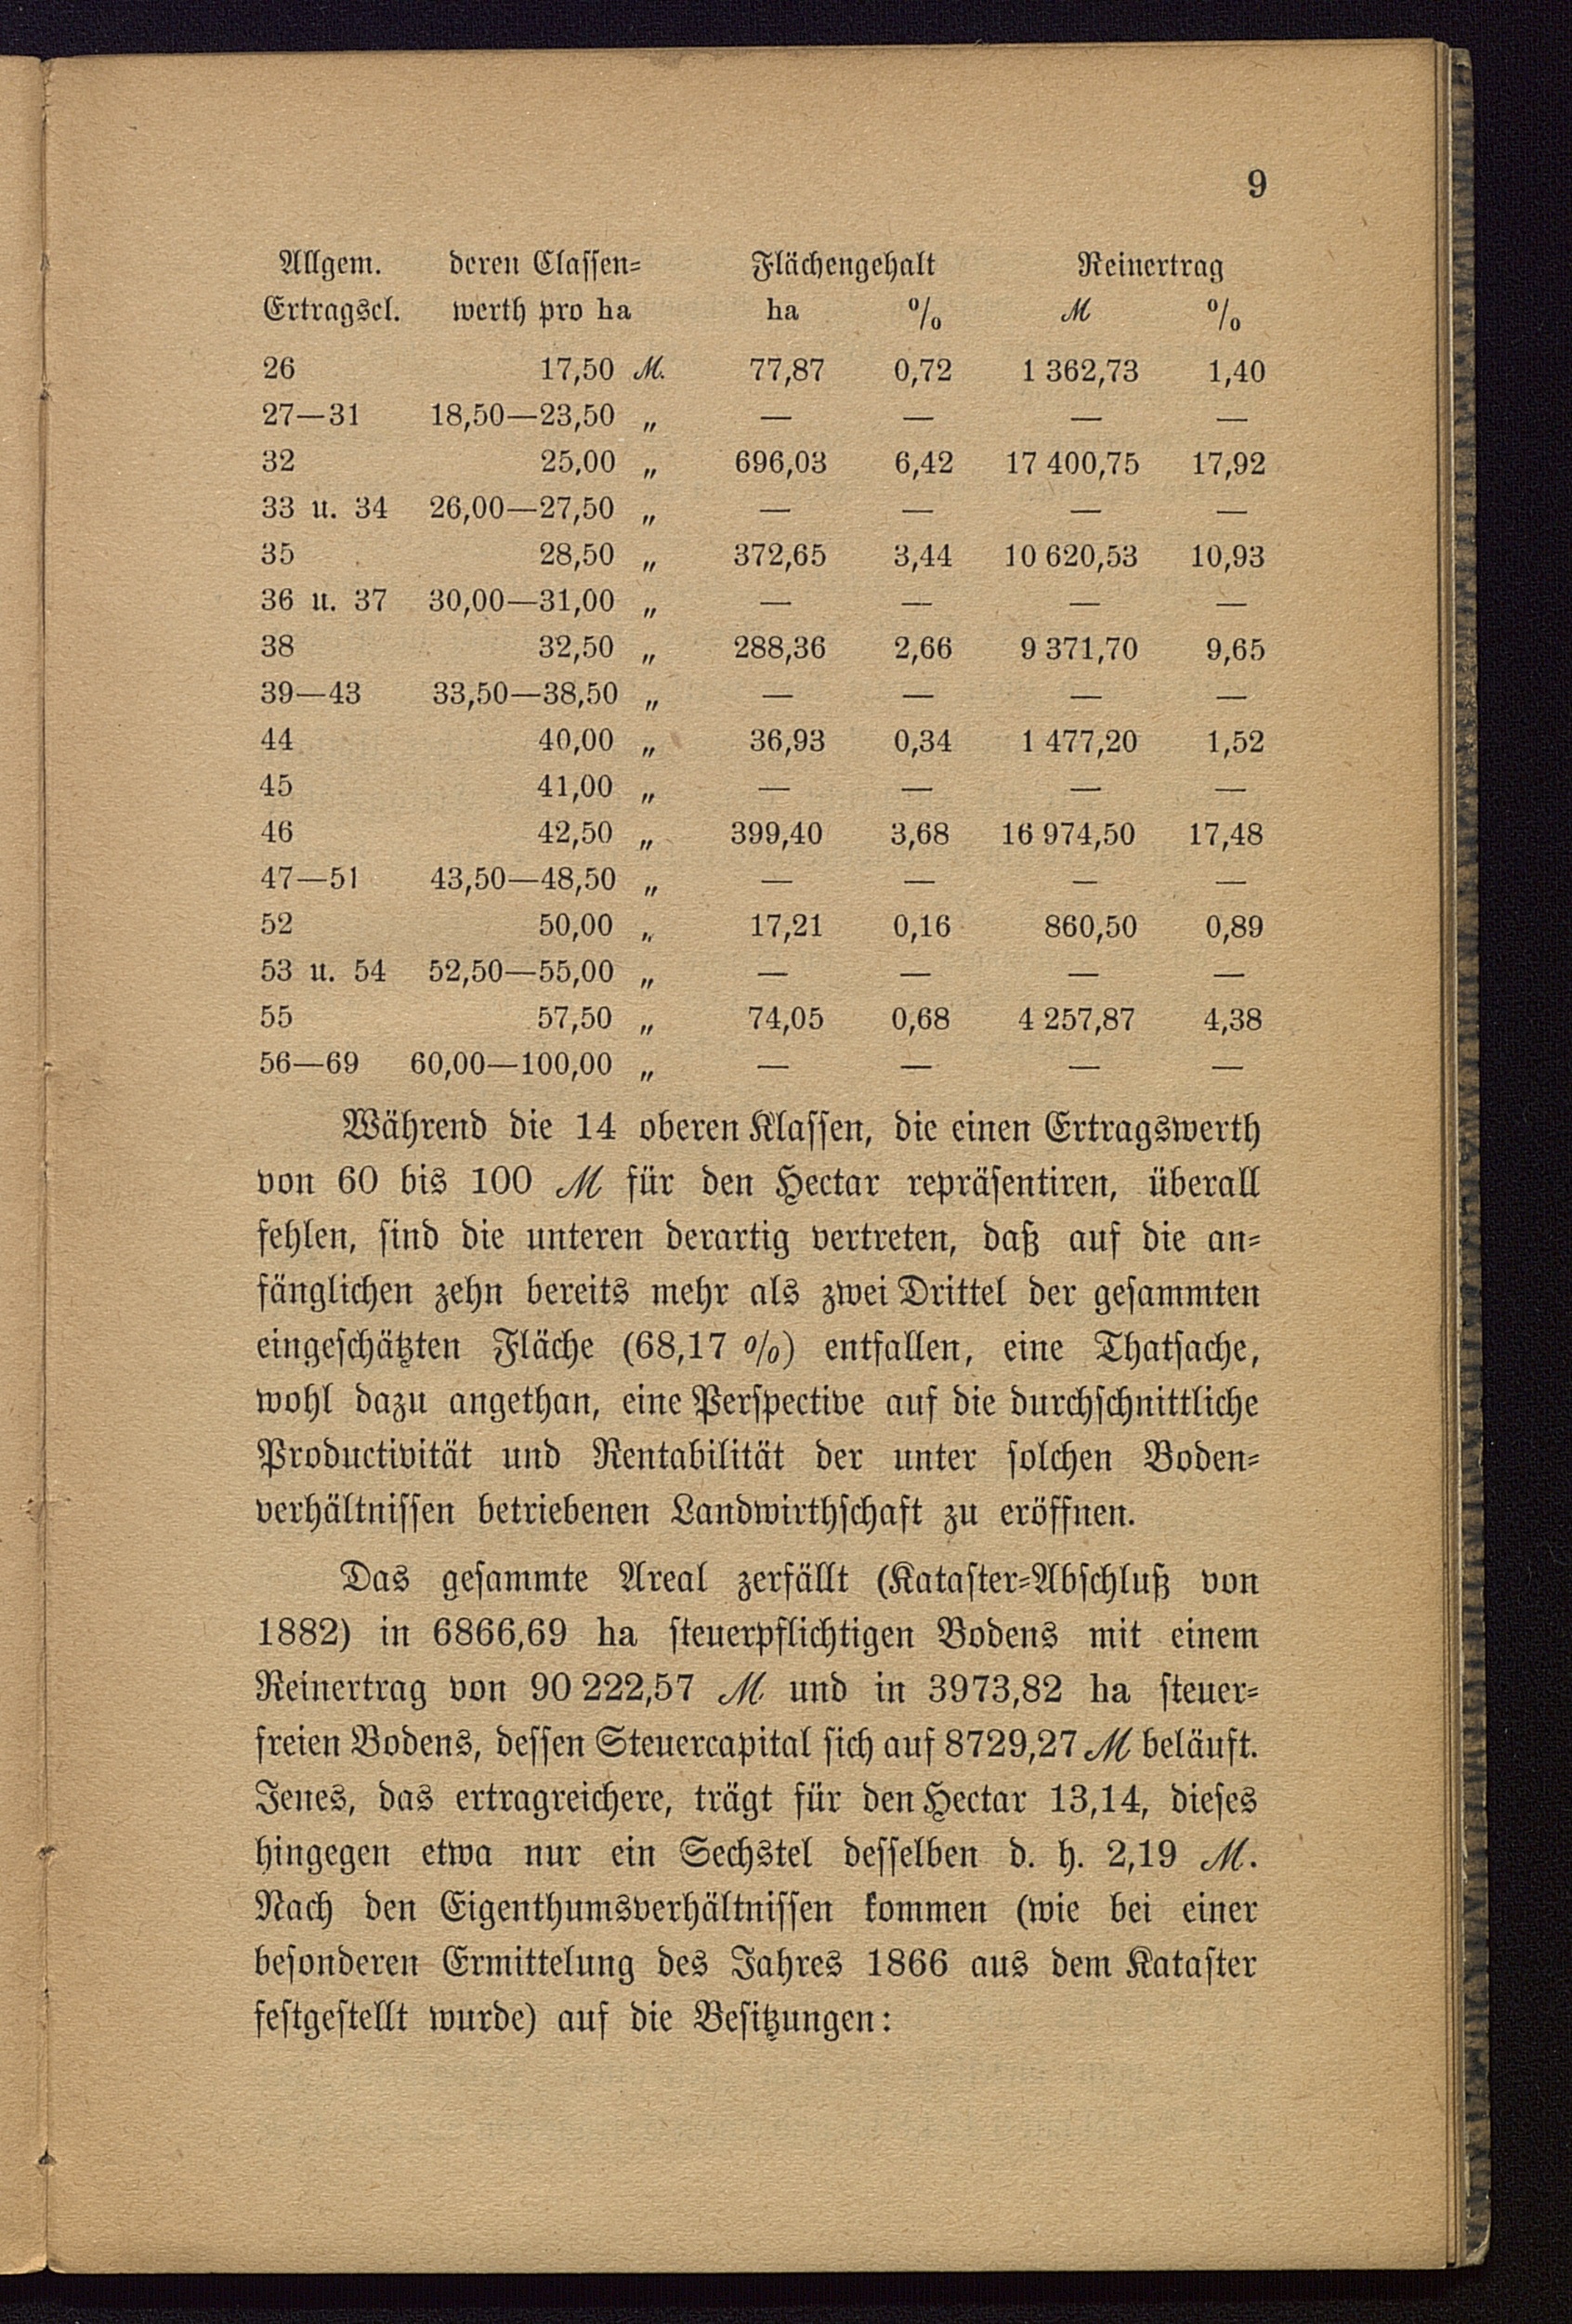 9
Allgem. deren Classen= Flächengehalt Reinertrag
Ertragscl. werth pro ha ha % ℳ %
26 17,50 ℳ. 77,87 0,72 1 362,73 1,40
27—31 18,50—23,50 „ — — — —
32 25,00 „ 696,03 6,42 17 400,75 17,92
33 u. 34 26,00—27,50 „ — — — —
35 28,50 „ 372,65 3,44 10 620,53 10,93
36 u. 37 30,00—31,00 „ — — — —
38 32,50 „ 288,36 2,66 9 371,70 9,65
39—43 33,50—38,50 „ — — — —
44 40,00 „ 36,93 0,34 1 477,20 1,52
45 41,00 „ — — — —
46 42,50 „ 399,40 3,68 16 974,50 17,48
47—51 43,50—48,50 „ — — — —
52 50,00 „ 17,21 0,16 860,50 0,89
53 u. 54 52,50—55,00 „ — — — —
55 57,50 „ 74,05 0,68 4 257,87 4,38
56—69 60,00—100,00 „ — — — —
Während die 14 oberen Klassen, die einen Ertragswerth
von 60 bis 100 ℳ für den Hectar repräsentiren, überall
fehlen, sind die unteren derartig vertreten, daß auf die an=
fänglichen zehn bereits mehr als zwei Drittel der gesammten
eingeschätzten Fläche (68,17 %) entfallen, eine Thatsache,
wohl dazu angethan, eine Perspective auf die durchschnittliche
Productivität und Rentabilität der unter solchen Boden=
verhältnissen betriebenen Landwirthschaft zu eröffnen.
Das gesammte Areal zerfällt (Kataster=Abschluß von
1882) in 6866,69 ha steuerpflichtigen Bodens mit einem
Reinertrag von 90 222,57 ℳ und in 3973,82 ha steuer=
freien Bodens, dessen Steuercapital sich auf 8729,27 ℳ beläuft.
Jenes, das ertragreichere, trägt für den Hectar 13,14, dieses
hingegen etwa nur ein Sechstel desselben d. h. 2,19 ℳ.
Nach den Eigenthumsverhältnissen kommen (wie bei einer
besonderen Ermittelung des Jahres 1866 aus dem Kataster
festgestellt wurde) auf die Besitzungen: